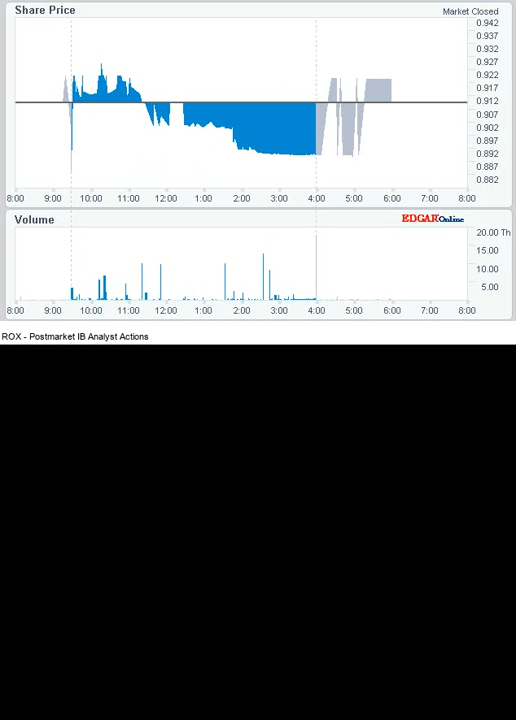 Share Price Market Closed
0.942
0.937
0.932
0.927
0.922
0.917
0.912
0.907
0.902
0.897
0.892
0.887
0.882
8:00 9:00 10:00 11:00 12:00 1:00 2:00 3:00 4:00 5:00 6:00 7:00 8:00
Volume EDGAROnline
20.00 Th
15.00
10.00
5.00
8:00 9:00 10:00 11:00 12:00 1:00 2:00 3:00 4:00 5:00 6:00 7:00 8:00
ROX - Postmarket IB Analyst Actions